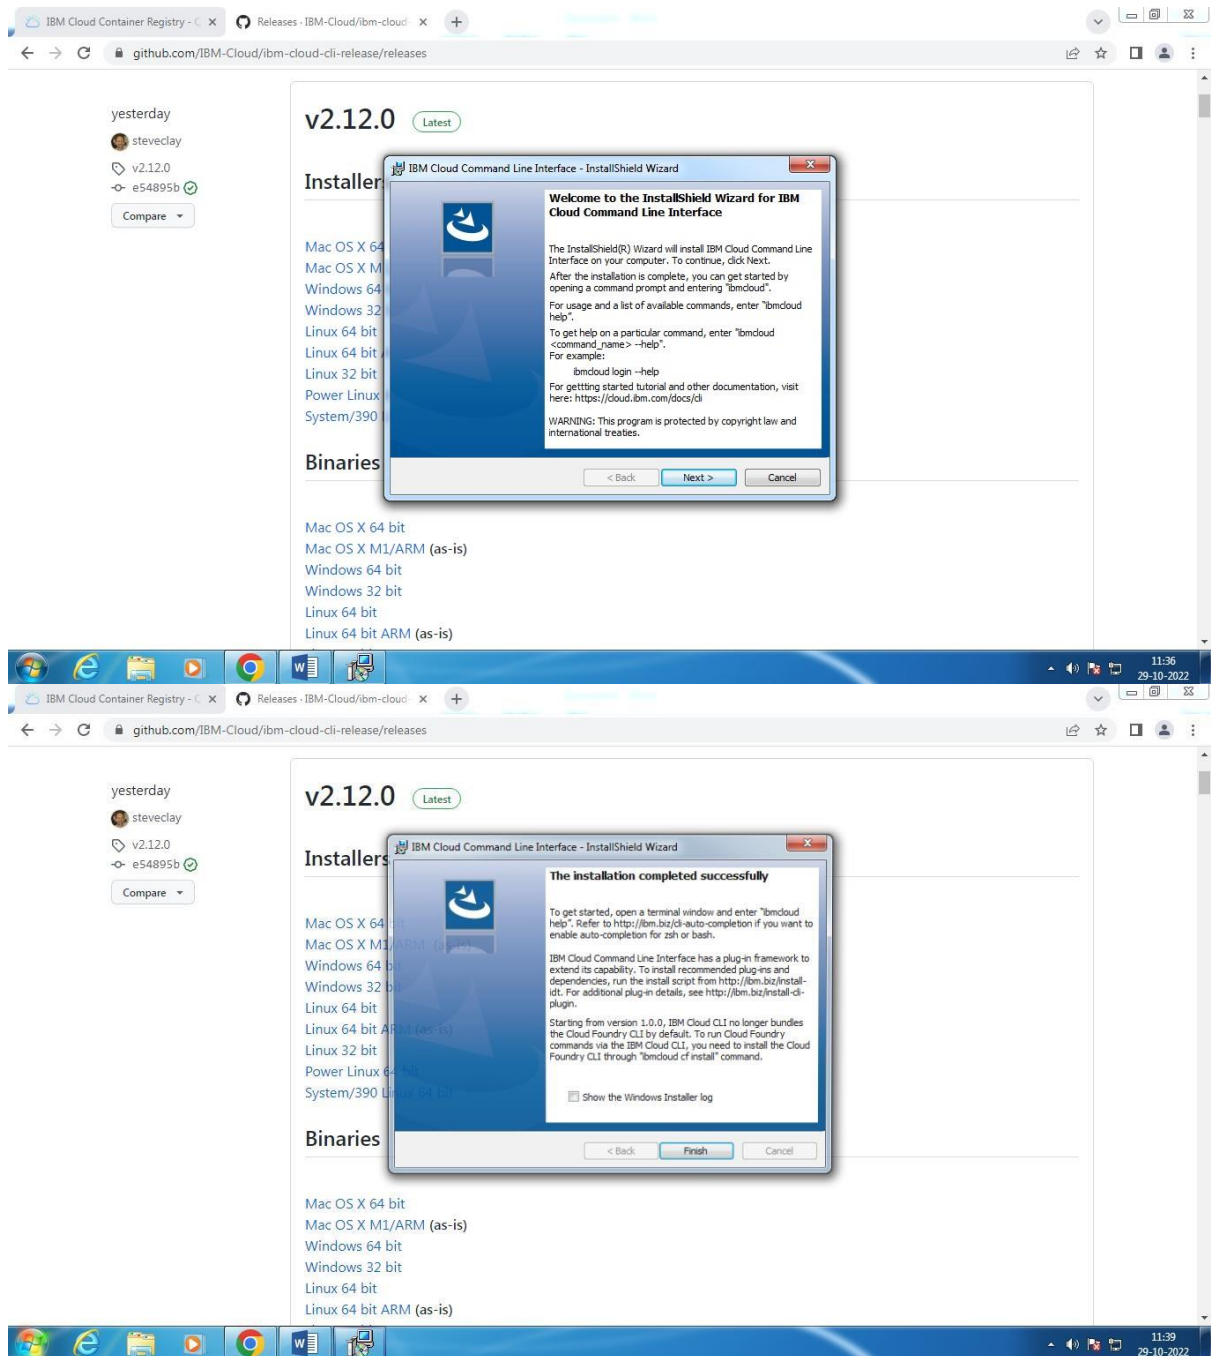 IBM Cloud Container Registry - C
Releases · IBM-Cloud/ibm-cloud-
github.com/IBM-Cloud/ibm-cloud-cli-release/releases
yesterday
steveclay
v2.12.0
e54895b
Compare
v2.12.0 Latest
Installers
Mac OS X 64
Mac OS X M
Windows 64
Windows 32
Linux 64 bit
Linux 64 bit
Linux 32 bit
Power Linux
System/390
Binaries
IBM Cloud Command Line Interface - InstallShield Wizard
Welcome to the InstallShield Wizard for IBM
Cloud Command Line Interface
The InstallShield(R) Wizard will install IBM Cloud Command Line
Interface on your computer. To continue, click Next.
After the installation is complete, you can get started by
opening a command prompt and entering "ibmcloud".
For usage and a list of available commands, enter "ibmcloud
help".
To get help on a particular command, enter "ibmcloud
<command_name> --help".
For example:
ibmcloud login --help
For gettting started tutorial and other documentation, visit
here: https://cloud.ibm.com/docs/cli
WARNING: This program is protected by copyright law and
international treaties.
< Back Next > Cancel
Mac OS X 64 bit
Mac OS X M1/ARM (as-is)
Windows 64 bit
Windows 32 bit
Linux 64 bit
Linux 64 bit ARM (as-is)
11:36
29-10-2022
IBM Cloud Container Registry - C
Releases · IBM-Cloud/ibm-cloud-
github.com/IBM-Cloud/ibm-cloud-cli-release/releases
yesterday
steveclay
v2.12.0
e54895b
Compare
v2.12.0 Latest
Installers
Mac OS X 64 bit
Mac OS X M1/ARM (as-is)
Windows 64 bit
Windows 32 bit
Linux 64 bit
Linux 64 bit ARM (as-is)
Linux 32 bit
Power Linux 64 bit
System/390 Linux 64 bit
Binaries
IBM Cloud Command Line Interface - InstallShield Wizard
The installation completed successfully
To get started, open a terminal window and enter "ibmcloud
help". Refer to http://ibm.biz/cli-auto-completion if you want to
enable auto-completion for zsh or bash.
IBM Cloud Command Line Interface has a plug-in framework to
extend its capability. To install recommended plug-ins and
dependencies, run the install script from http://ibm.biz/install-
idt. For additional plug-in details, see http://ibm.biz/install-cli-
plugin.
Starting from version 1.0.0, IBM Cloud CLI no longer bundles
the Cloud Foundry CLI by default. To run Cloud Foundry
commands via the IBM Cloud CLI, you need to install the Cloud
Foundry CLI through "ibmcloud cf install" command.
Show the Windows Installer log
< Back Finish Cancel
Mac OS X 64 bit
Mac OS X M1/ARM (as-is)
Windows 64 bit
Windows 32 bit
Linux 64 bit
Linux 64 bit ARM (as-is)
11:39
29-10-2022